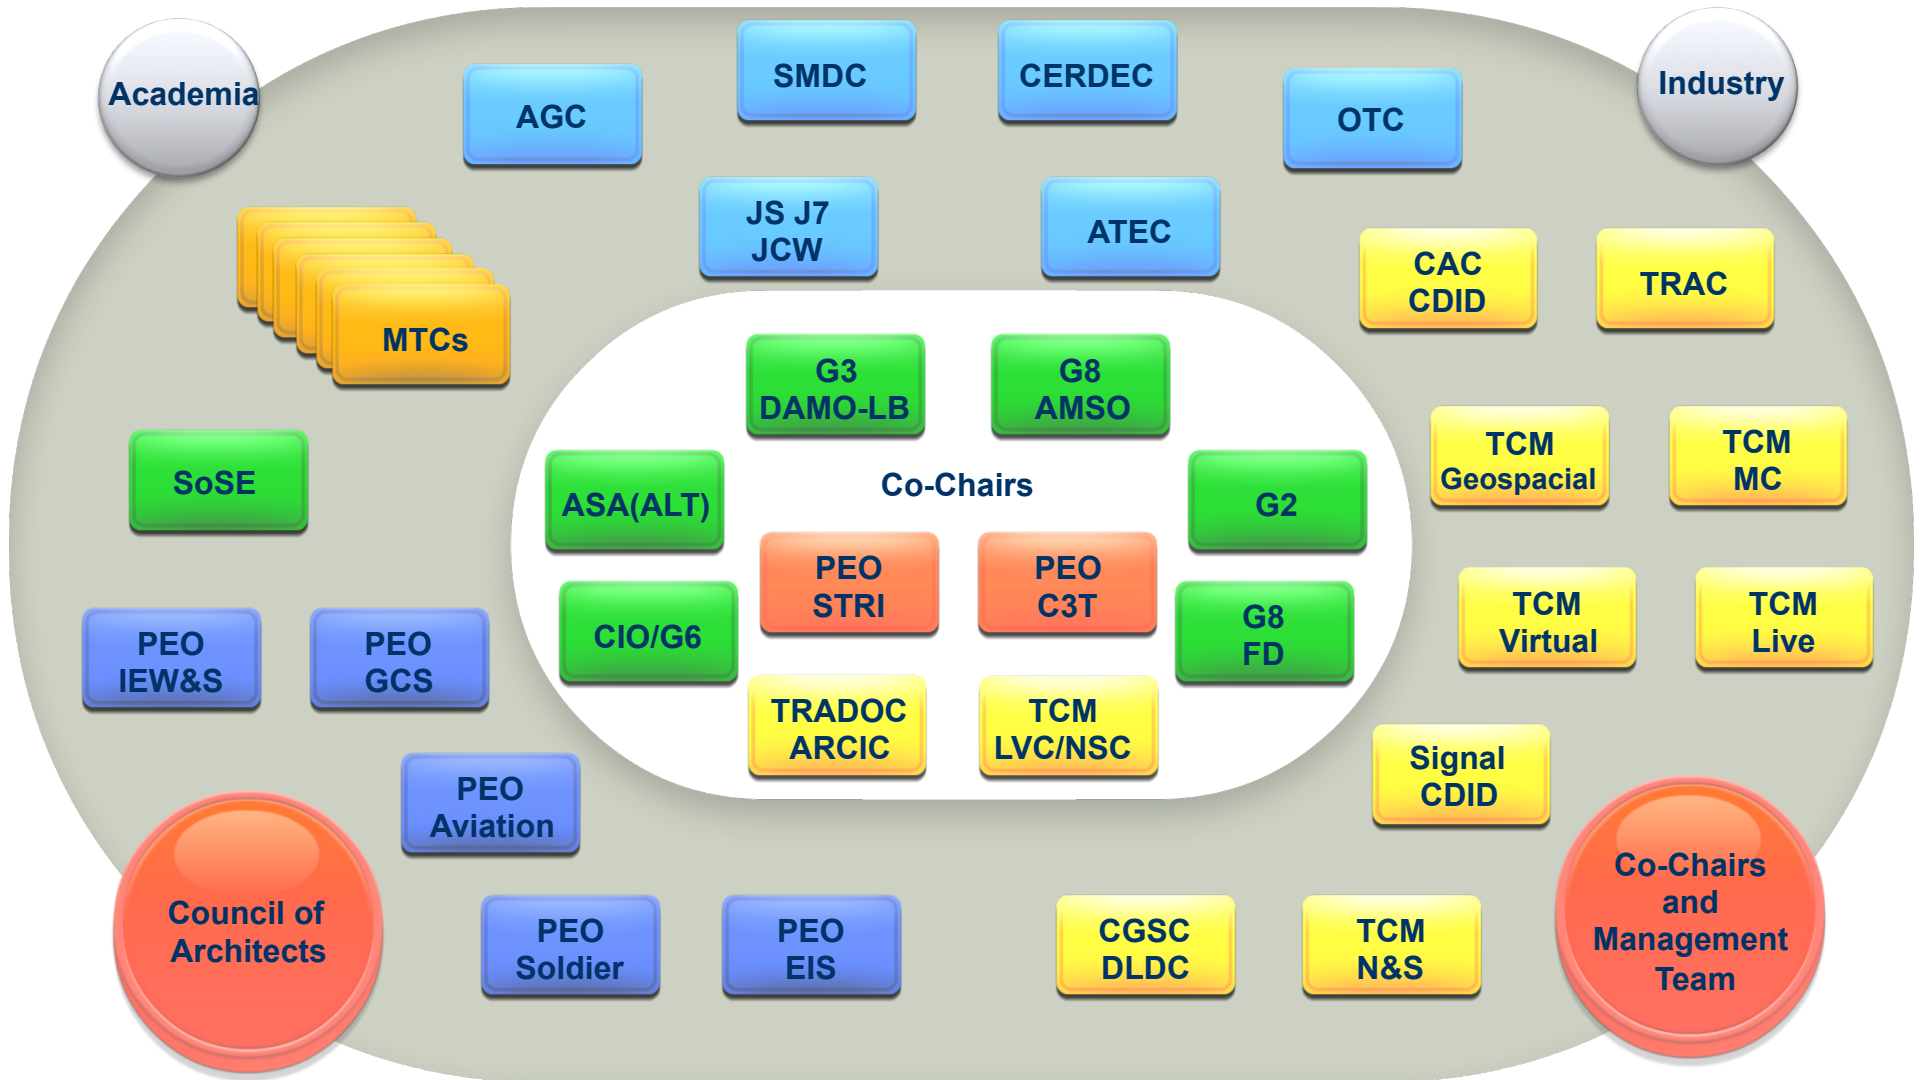 Academia
Industry
AGC
SMDC
CERDEC
OTC
JS J7
JCW
ATEC
MTCs
CAC
CDID
TRAC
G3
DAMO-LB
G8
AMSO
SoSE
ASA(ALT)
Co-Chairs
G2
TCM
Geospacial
TCM
MC
PEO
STRI
PEO
C3T
CIO/G6
G8
FD
TCM
Virtual
TCM
Live
PEO
IEW&S
PEO
GCS
TRADOC
ARCIC
TCM
LVC/NSC
PEO
Aviation
Signal
CDID
Council of
Architects
PEO
Soldier
PEO
EIS
CGSC
DLDC
TCM
N&S
Co-Chairs
and
Management
Team